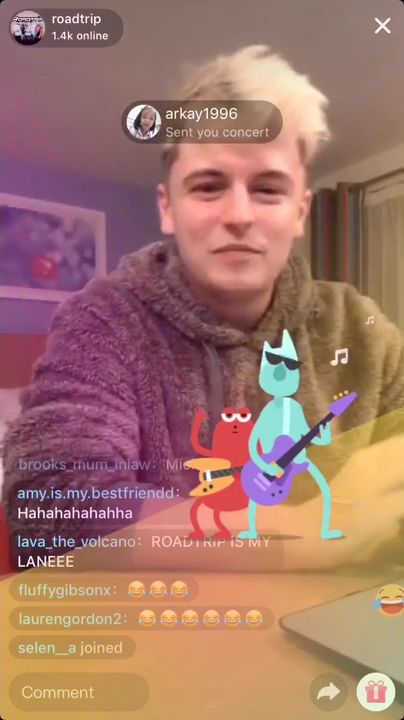 roadtrip
1.4k online
arkay1996
Sent you concert
brooks_mum_inlaw:
amy.is.my.bestfriendd:
Hahahahahahha
lava_the_volcano: ROADTRIP IS MY
LANEEE
fluffygibsonx: 😂😂😂
laurengordon2: 😂😂😂😂😂😂
selen__a joined
Comment